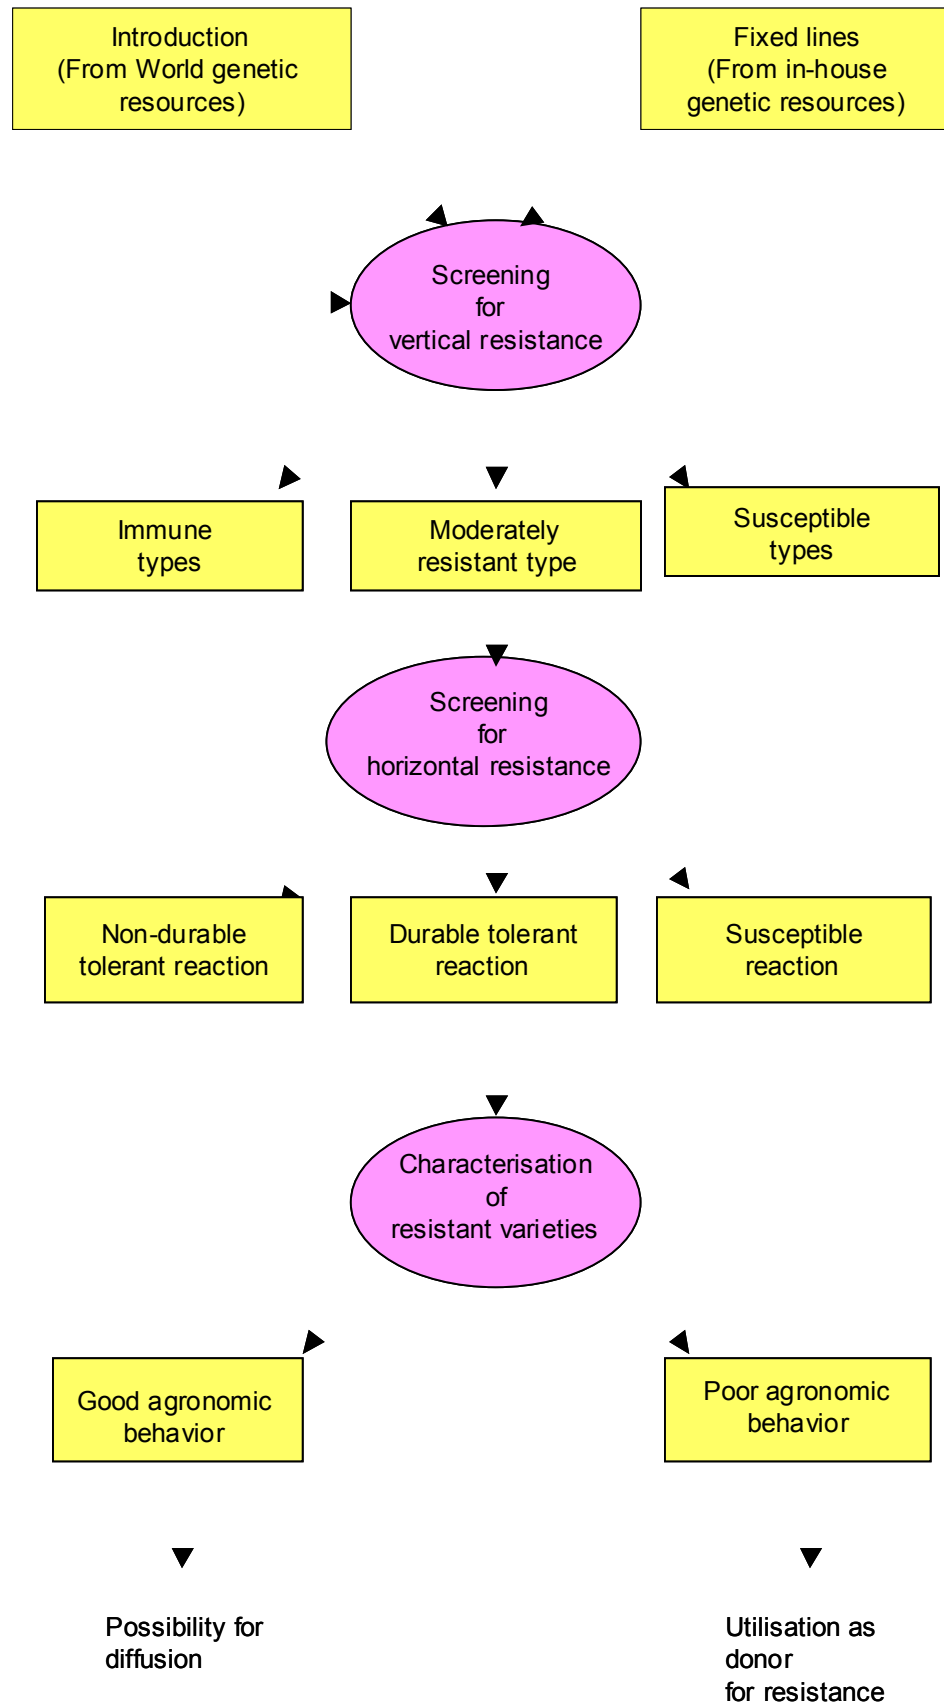 Introduction
(From World genetic
resources)
Fixed lines
(From in-house
genetic resources)
Screening
for
vertical resistance
Immune
types
Moderately
resistant type
Susceptible
types
Screening
for
horizontal resistance
Non-durable
tolerant reaction
Durable tolerant
reaction
Susceptible
reaction
Characterisation
of
resistant varieties
Good agronomic
behavior
Poor agronomic
behavior
Possibility for
diffusion
Utilisation as
donor
for resistance